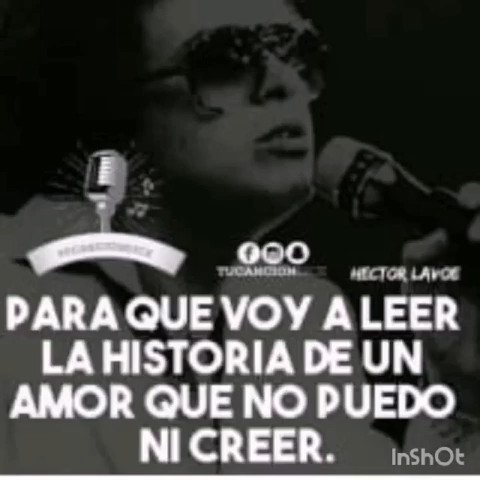 TUCANCION
HECTOR LAVOE
PARA QUE VOY A LEER
LA HISTORIA DE UN
AMOR QUE NO PUEDO
NI CREER.
InShOt